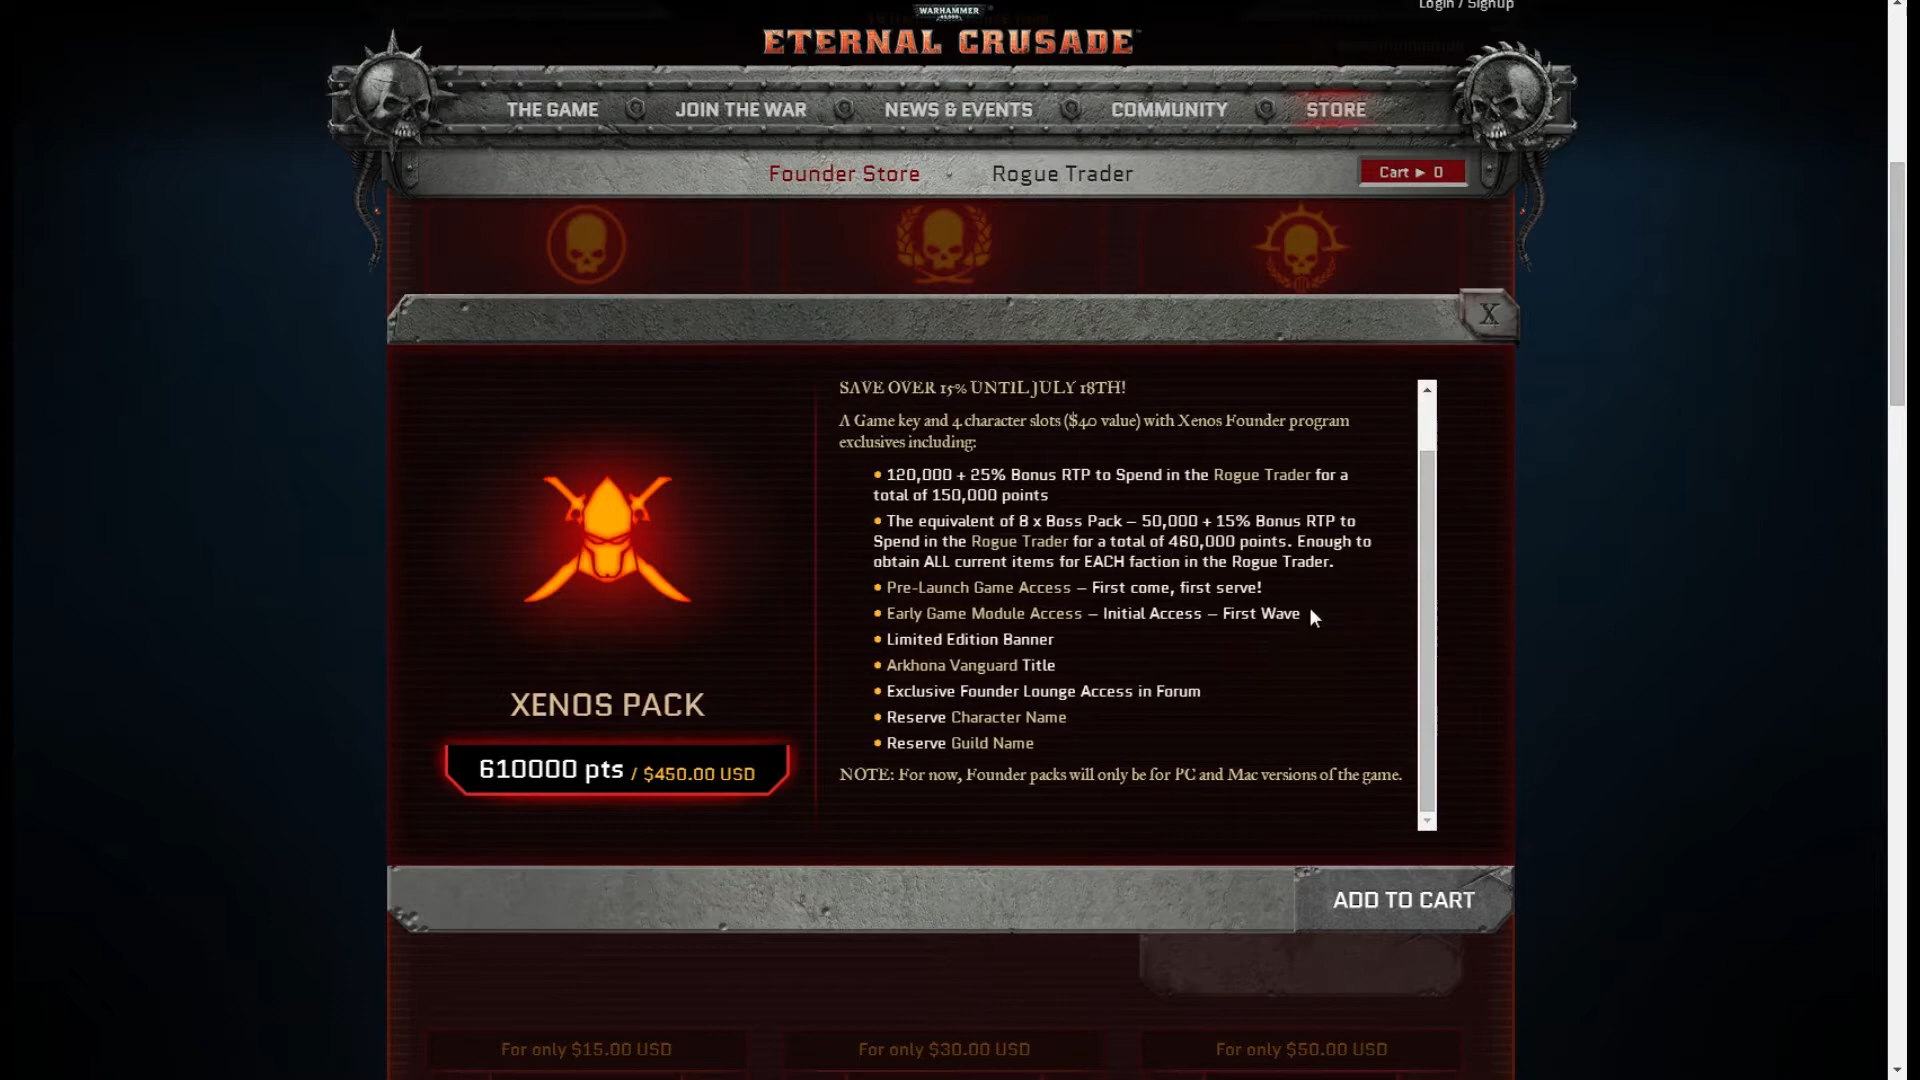 WARHAMMER
40,000
Login / Signup
ETERNAL CRUSADE
THE GAME JOIN THE WAR NEWS & EVENTS COMMUNITY STORE
Founder Store · Rogue Trader Cart ► 0
X
SAVE OVER 15% UNTIL JULY 18TH!
A Game key and 4 character slots ($40 value) with Xenos Founder program
exclusives including:
• 120,000 + 25% Bonus RTP to Spend in the Rogue Trader for a
total of 150,000 points
• The equivalent of 8 x Boss Pack – 50,000 + 15% Bonus RTP to
Spend in the Rogue Trader for a total of 460,000 points. Enough to
obtain ALL current items for EACH faction in the Rogue Trader.
• Pre-Launch Game Access – First come, first serve!
• Early Game Module Access – Initial Access – First Wave
• Limited Edition Banner
• Arkhona Vanguard Title
• Exclusive Founder Lounge Access in Forum
• Reserve Character Name
• Reserve Guild Name
NOTE: For now, Founder packs will only be for PC and Mac versions of the game.
XENOS PACK
610000 pts / $450.00 USD
ADD TO CART
For only $15.00 USD For only $30.00 USD For only $50.00 USD